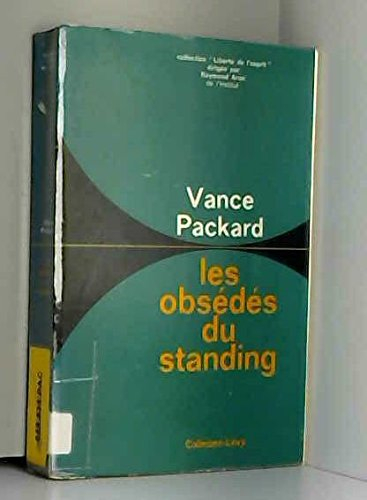 collection "Liberté de l'esprit"
dirigée par
Raymond Aron
de l'Institut
Vance
Packard
les
obsédés
du
standing
Calmann-Lévy